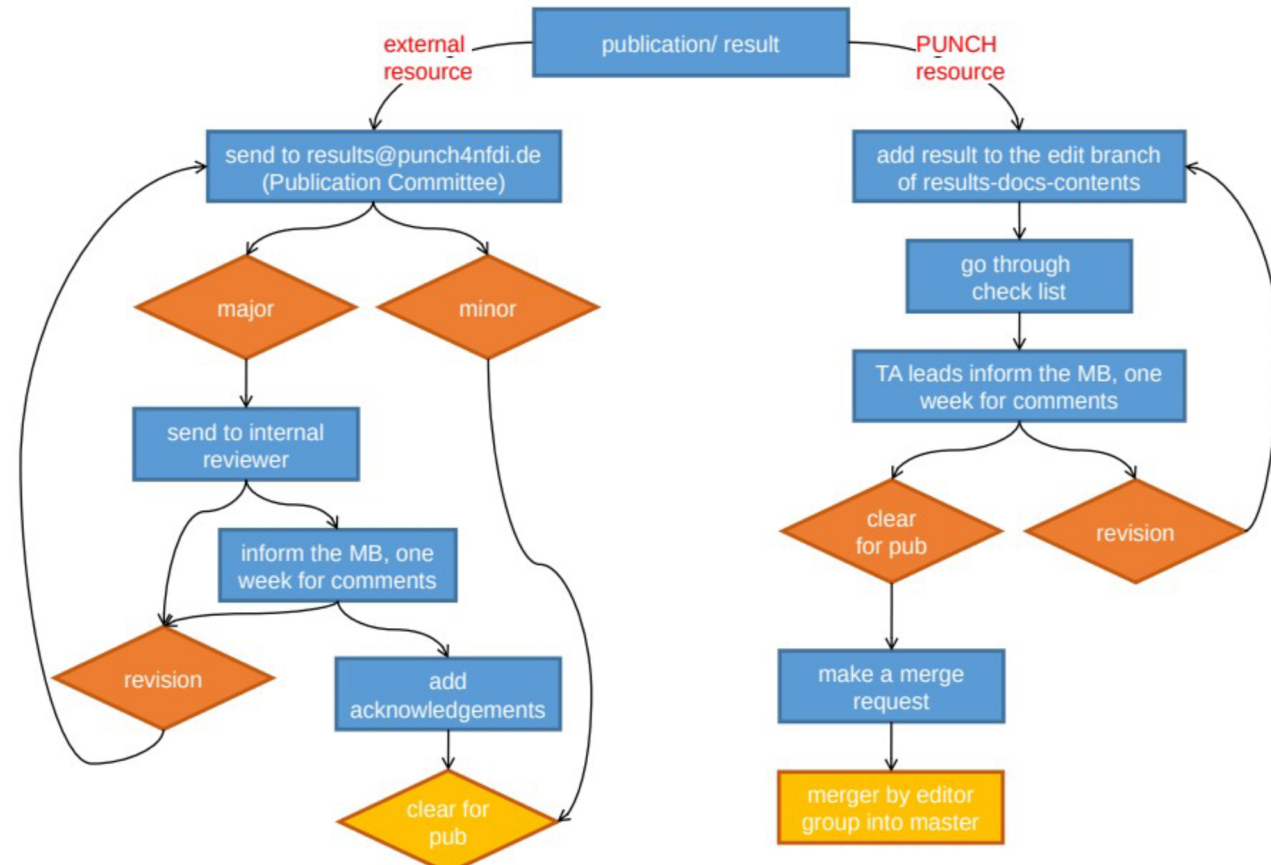 publication/ result
external
resource
PUNCH
resource
send to results@punch4nfdi.de
(Publication Committee)
add result to the edit branch
of results-docs-contents
major
minor
go through
check list
TA leads inform the MB, one
week for comments
send to internal
reviewer
clear
for pub
revision
inform the MB, one
week for comments
revision
add
acknowledgements
make a merge
request
clear for
pub
merger by editor
group into master